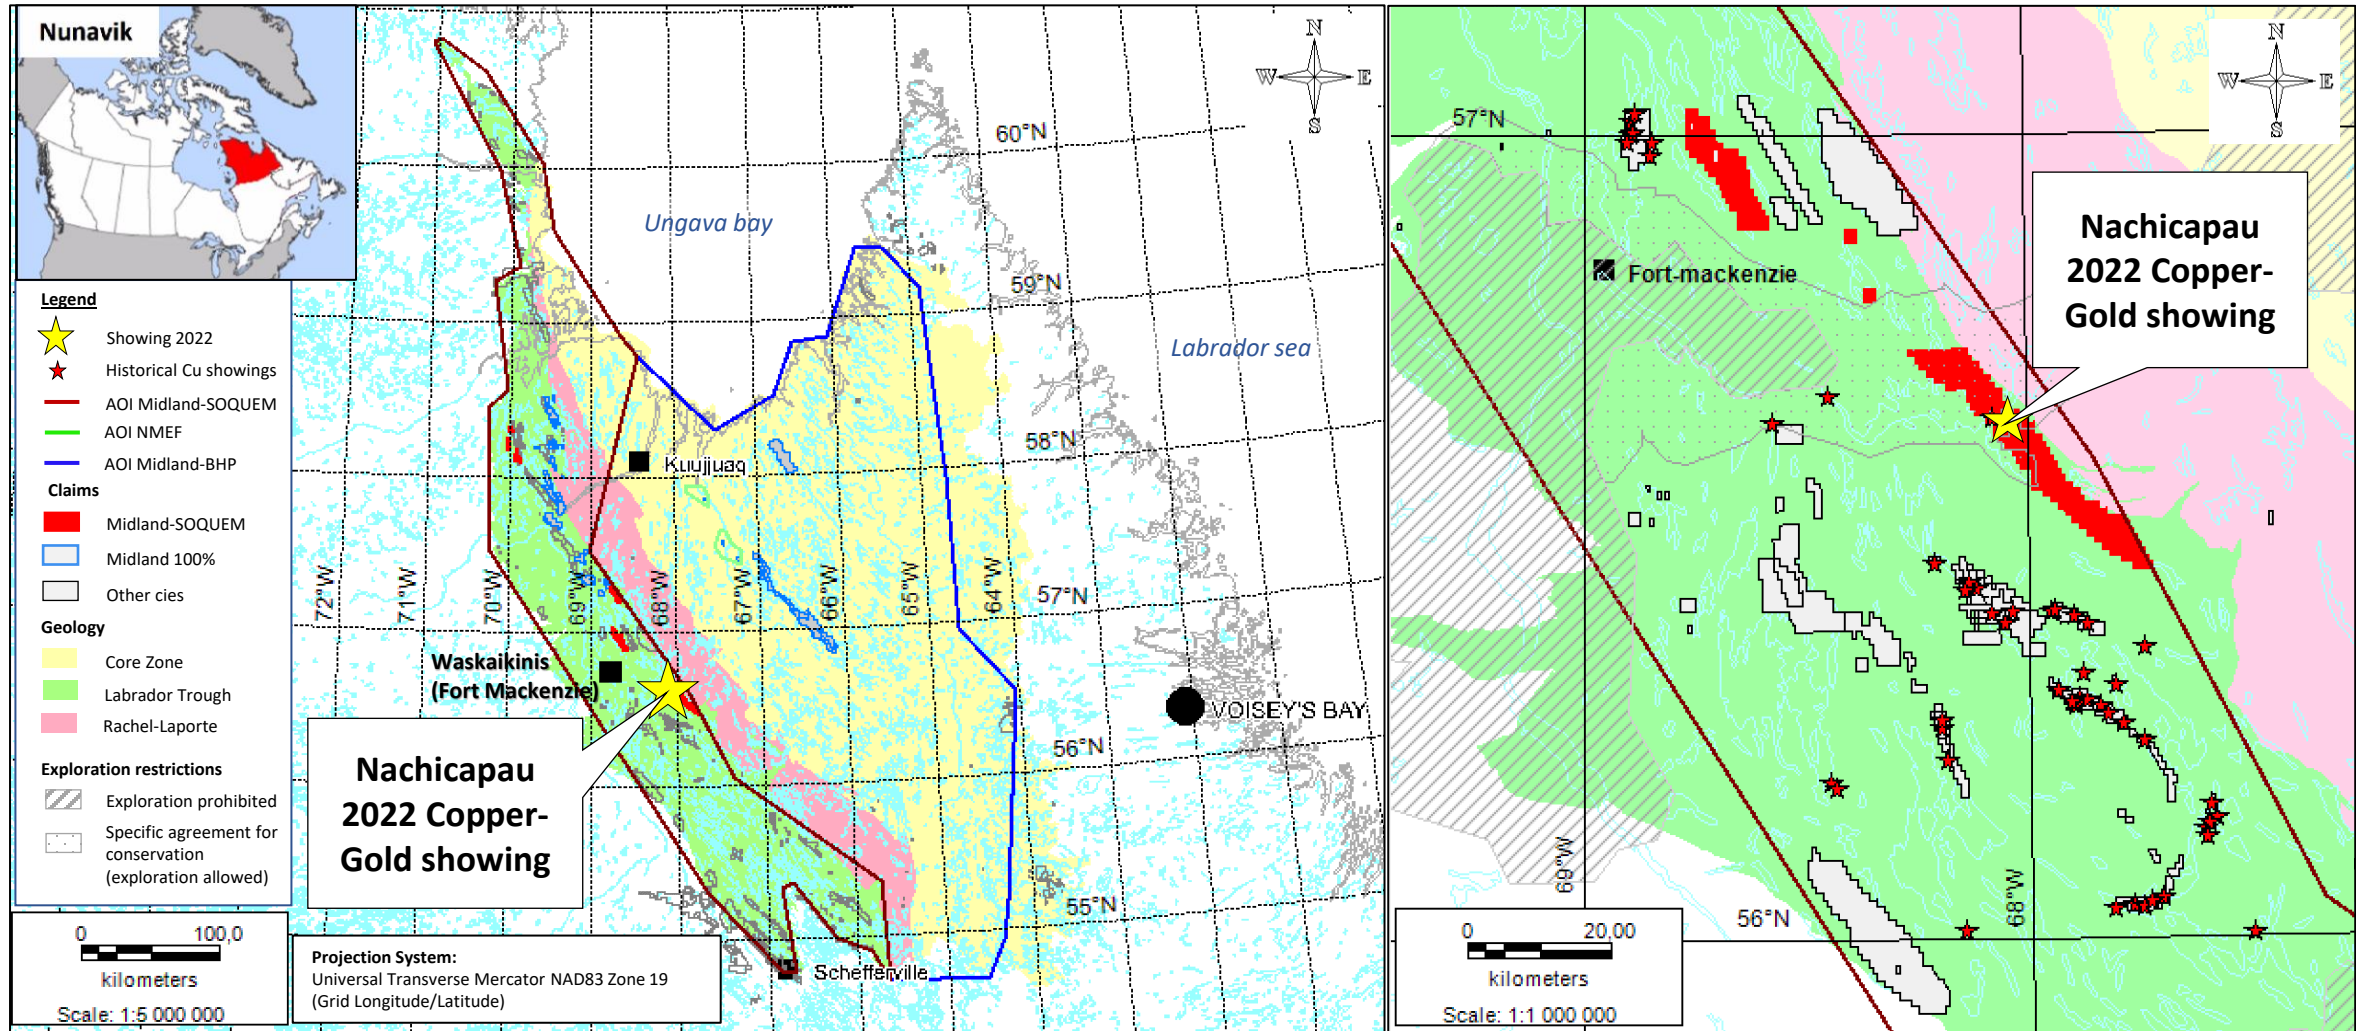 Nunavik
Legend
Showing 2022
Historical Cu showings
AOI Midland-SOQUEM
AOI NMEF
AOI Midland-BHP
Claims
Midland-SOQUEM
Midland 100%
Other cies
Geology
Core Zone
Labrador Trough
Rachel-Laporte
Exploration restrictions
Exploration prohibited
Specific agreement for
conservation
(exploration allowed)
0 100,0
kilometers
Scale: 1:5 000 000
Projection System:
Universal Transverse Mercator NAD83 Zone 19
(Grid Longitude/Latitude)
N
W E
S
Ungava bay
Labrador sea
60°N
59°N
58°N
57°N
56°N
55°N
72°W
71°W
70°W
69°W
68°W
67°W
66°W
65°W
64°W
Kuujjuaq
Waskaikinis
(Fort Mackenzie)
VOISEY'S BAY
Schefferville
Nachicapau
2022 Copper-
Gold showing
N
W E
S
57°N
Fort-mackenzie
Nachicapau
2022 Copper-
Gold showing
69°W
68°W
56°N
0 20,00
kilometers
Scale: 1:1 000 000